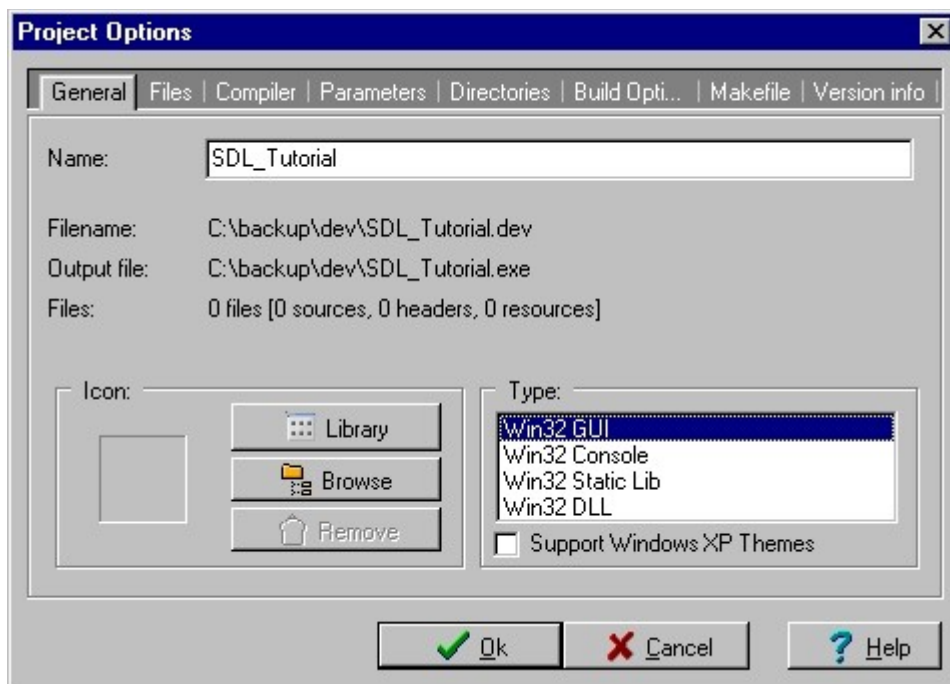 Project Options
General | Files | Compiler | Parameters | Directories | Build Opti... | Makefile | Version info |
Name: SDL_Tutorial
Filename: C:\backup\dev\SDL_Tutorial.dev
Output file: C:\backup\dev\SDL_Tutorial.exe
Files: 0 files [0 sources, 0 headers, 0 resources]
Icon:
Library
Browse
Remove
Type:
Win32 GUI
Win32 Console
Win32 Static Lib
Win32 DLL
Support Windows XP Themes
Ok Cancel Help